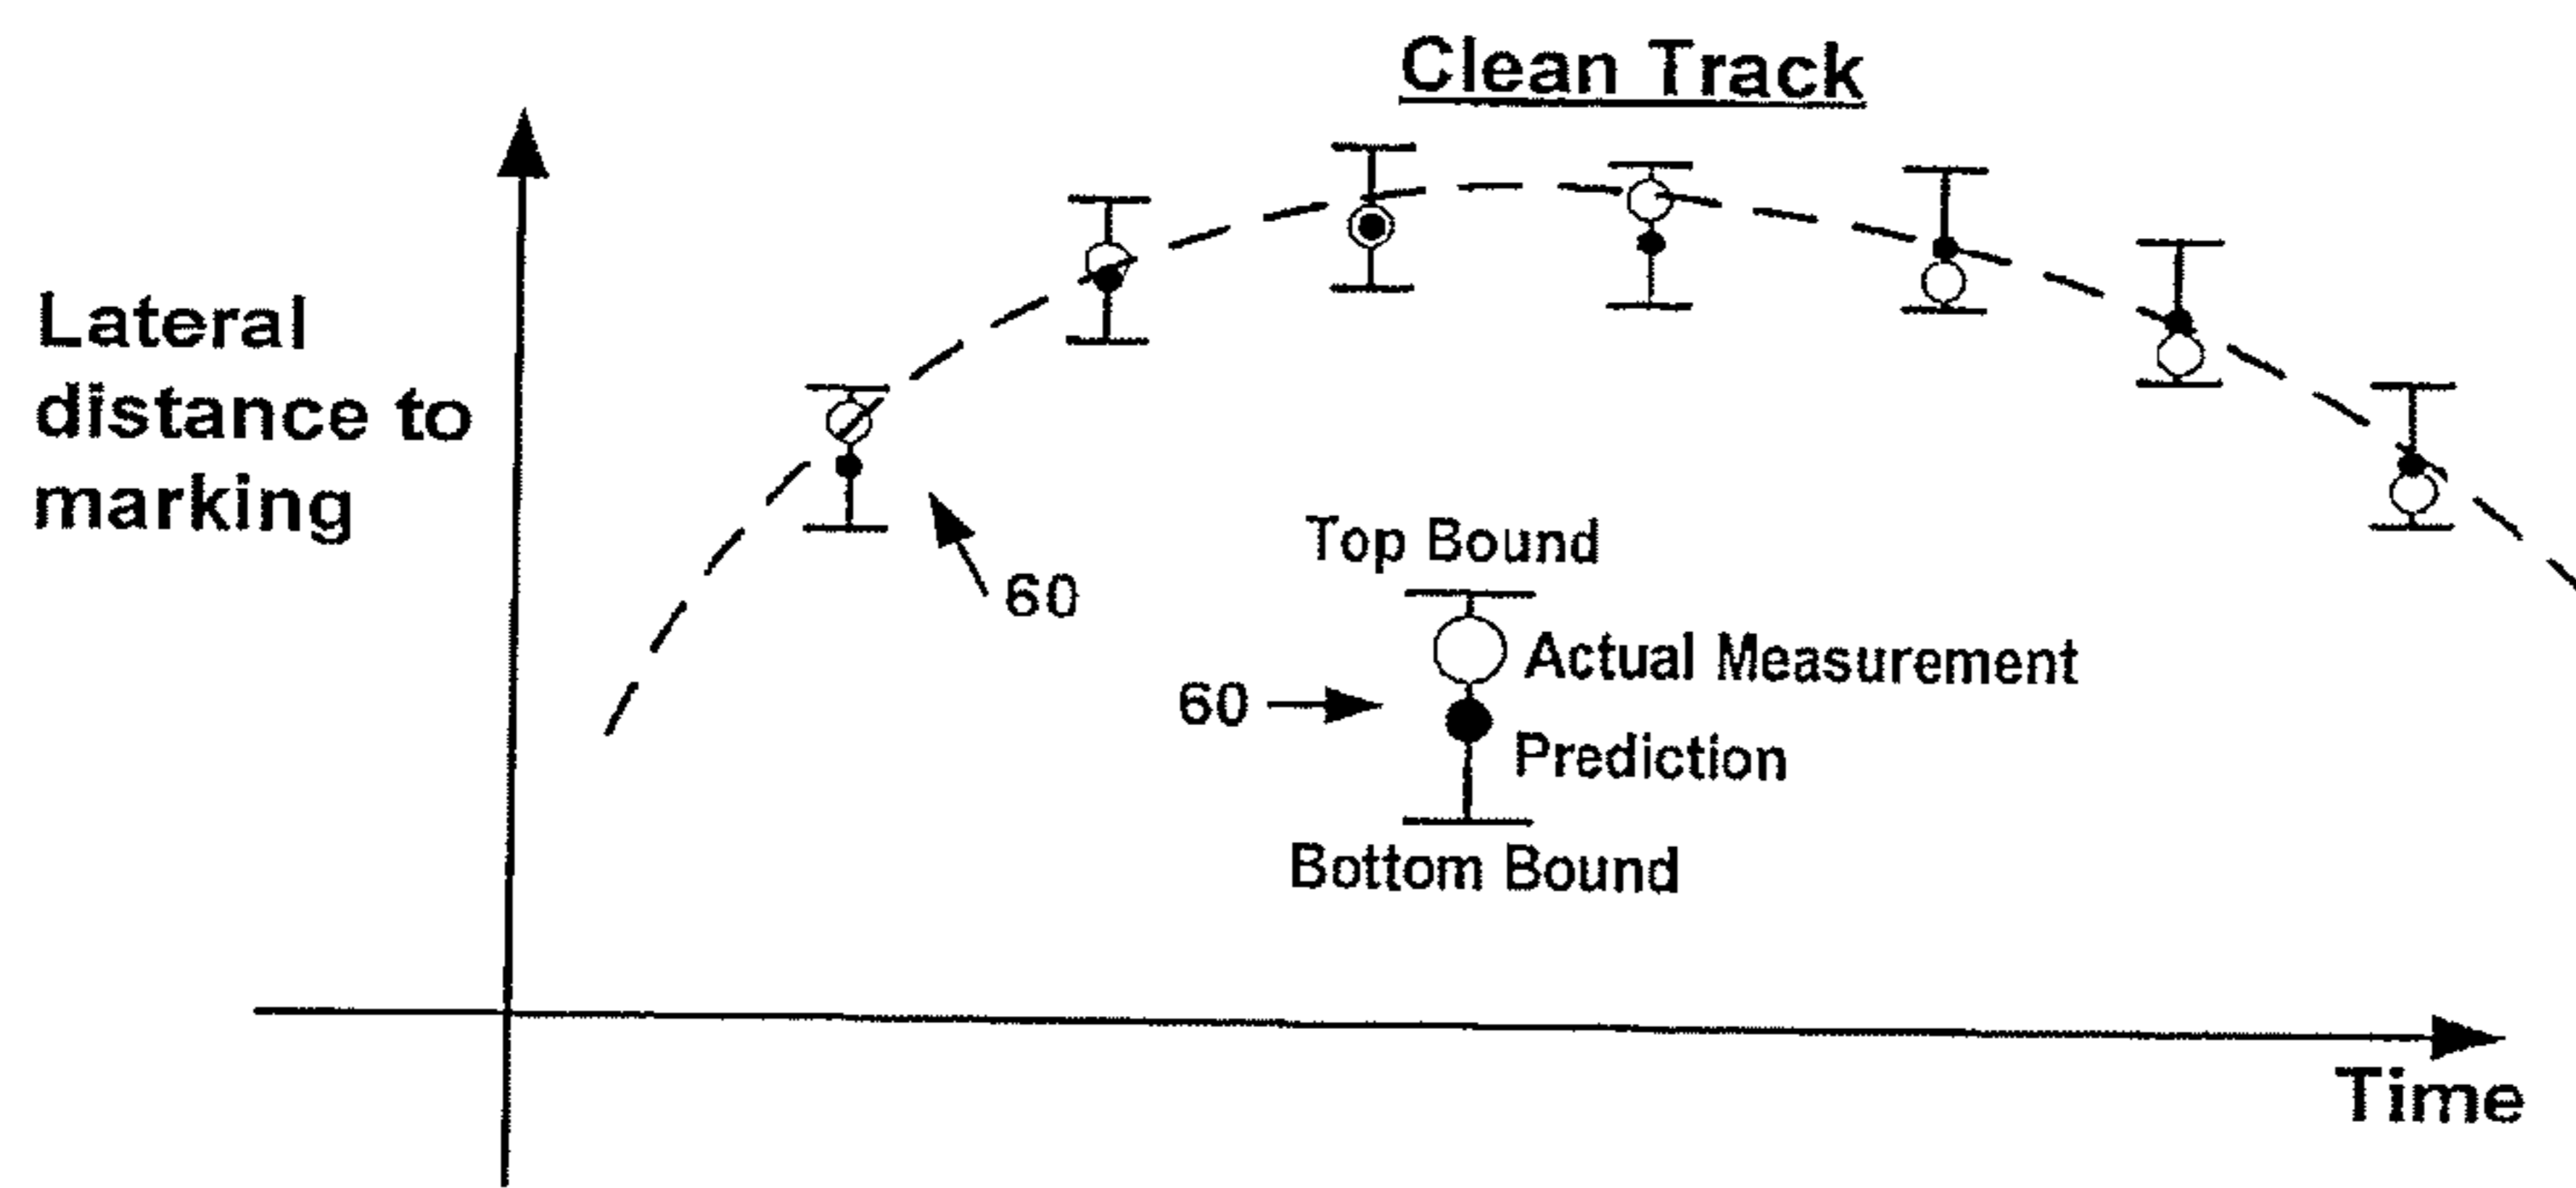 Clean Track
Lateral
distance to
marking
60
Top Bound
Actual Measurement
60
Prediction
Bottom Bound
Time